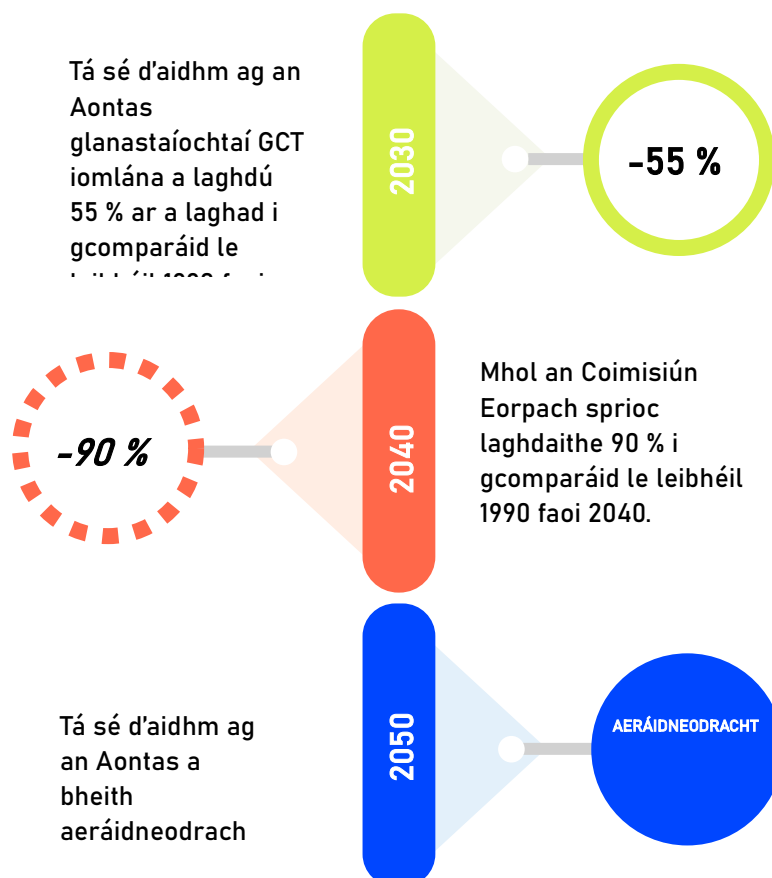 Tá sé d'aidhm ag an
Aontas
glanastaíochtaí GCT
iomlána a laghdú
55 % ar a laghad i
gcomparáid le
2030
-55 %
-90 %
2040
Mhol an Coimisiún
Eorpach sprioc
laghdaithe 90 % i
gcomparáid le leibhéil
1990 faoi 2040.
Tá sé d'aidhm ag
an Aontas a
bheith
aeráidneodrach
2050
AERÁIDNEODRACHT